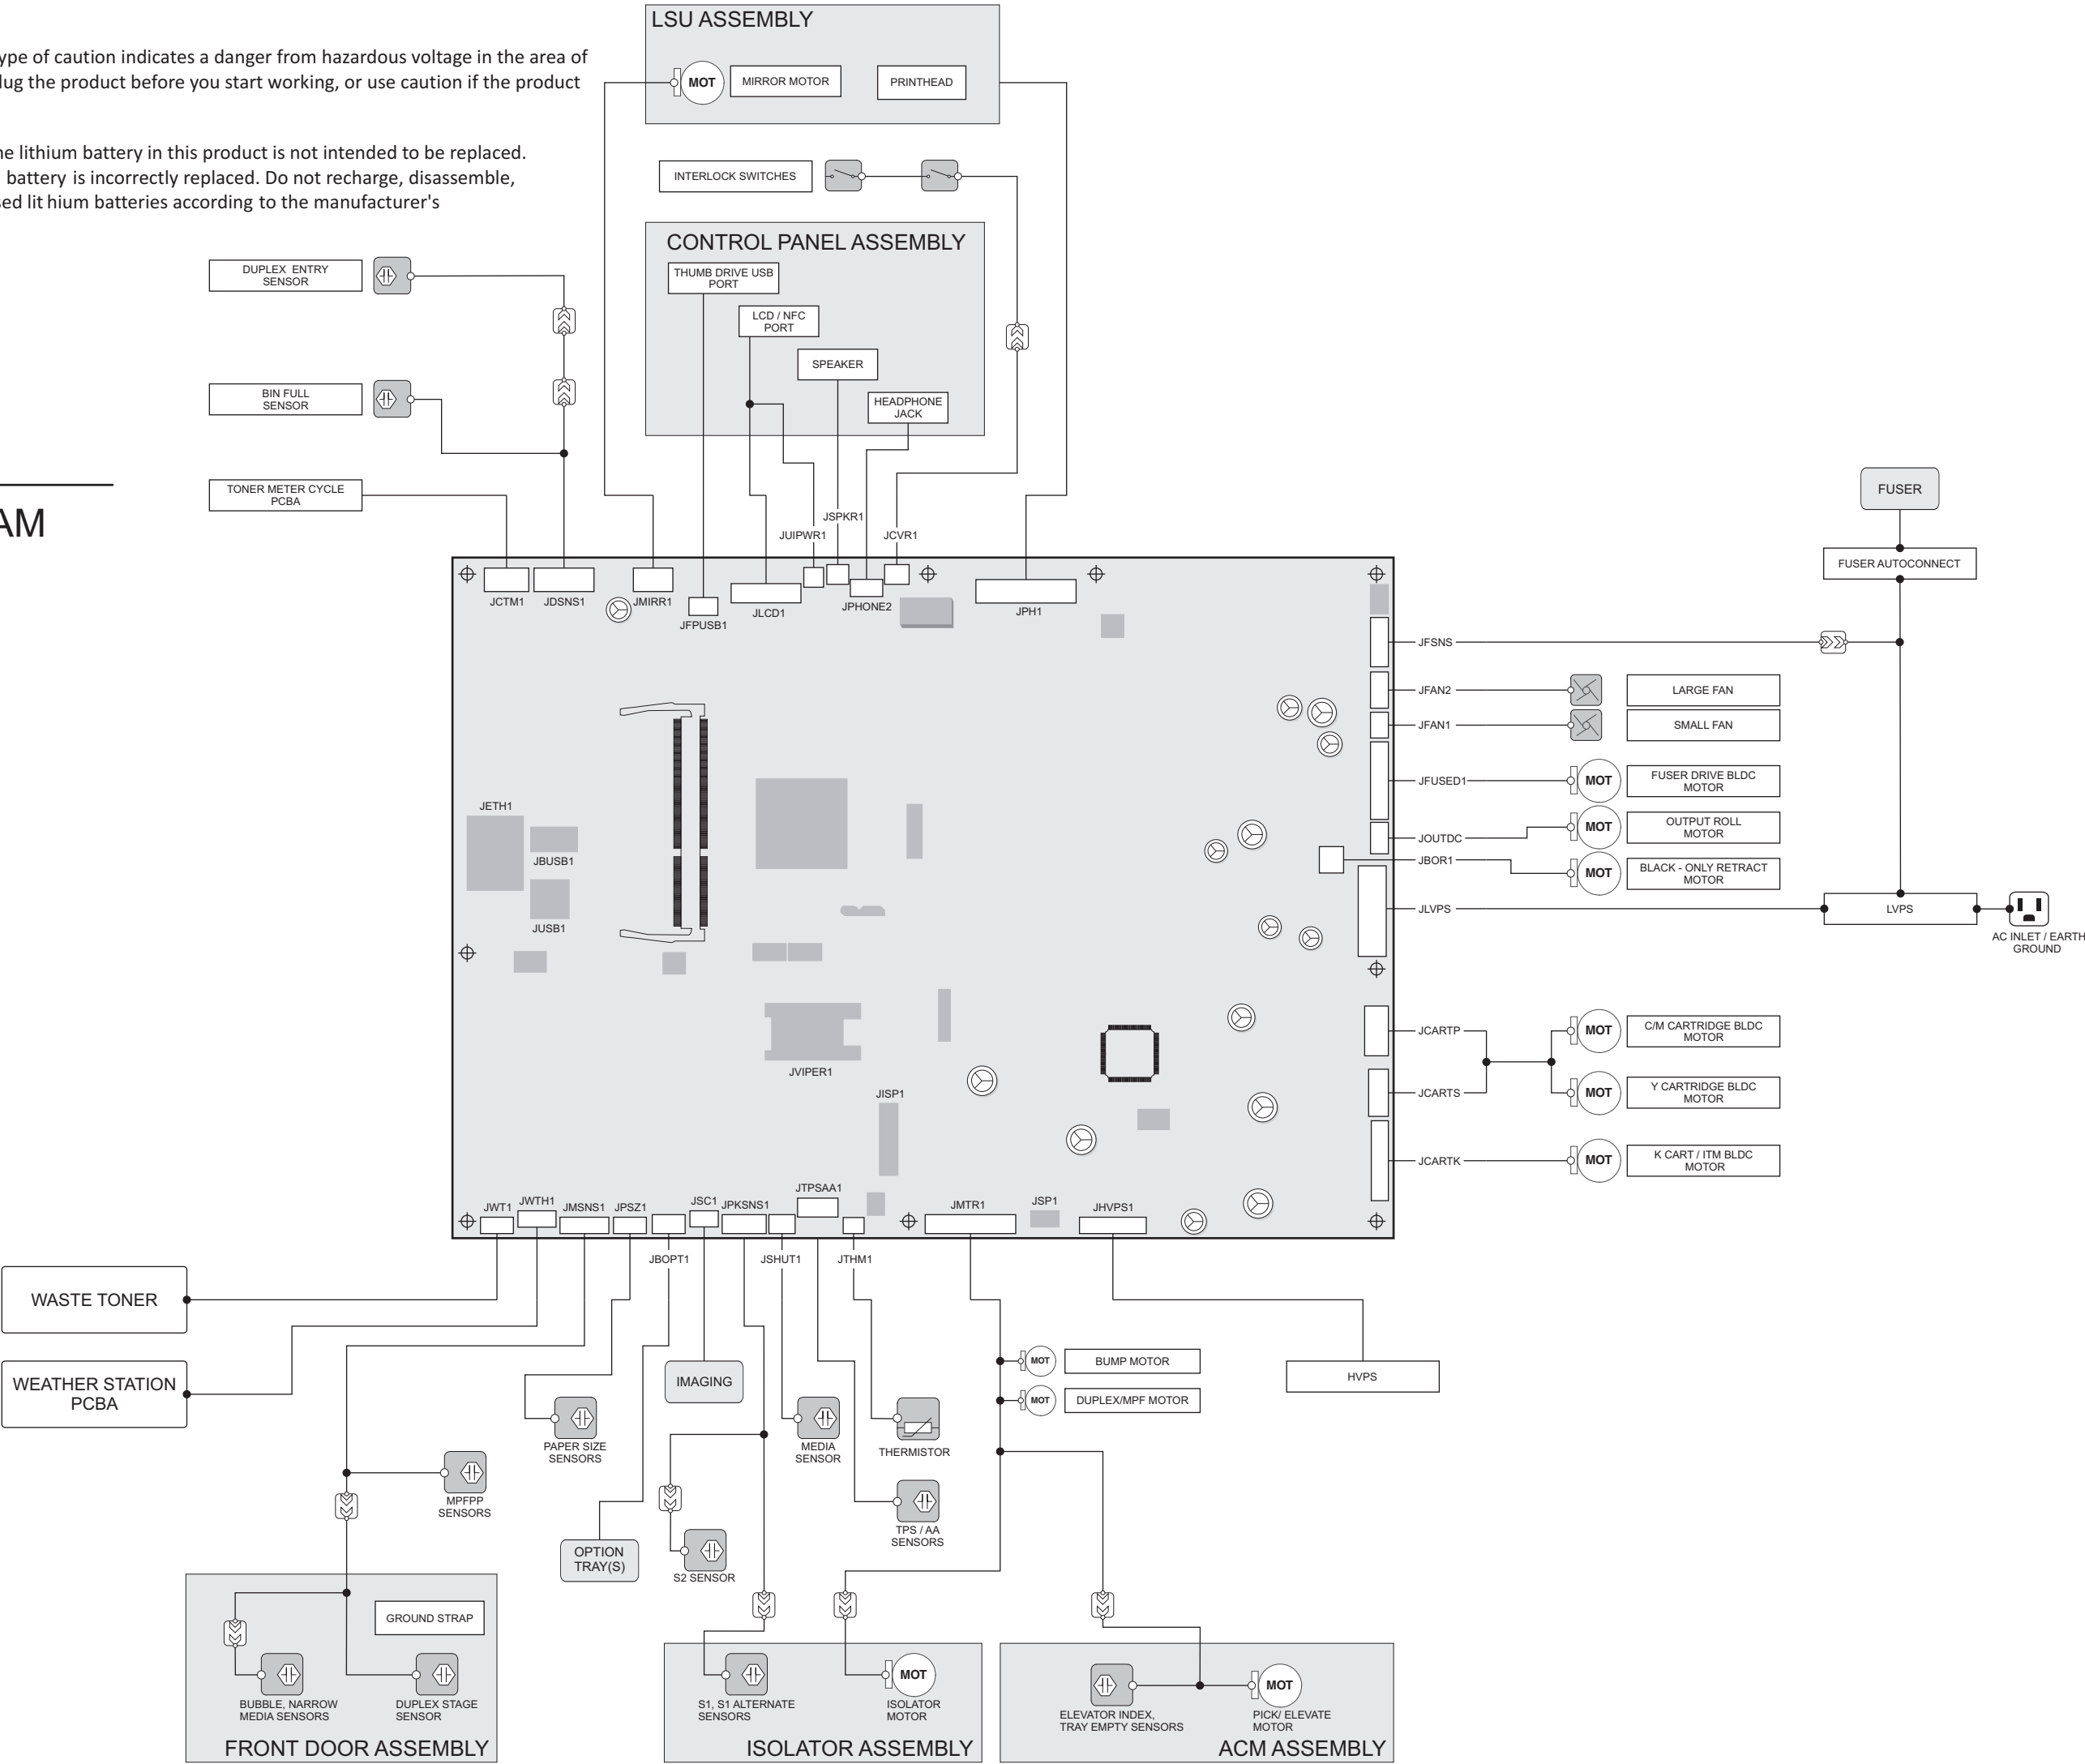 LSU ASSEMBLY
ype of caution indicates a danger from hazardous voltage in the area of
lug the product before you start working, or use caution if the product
MOT
MIRROR MOTOR
PRINTHEAD
he lithium battery in this product is not intended to be replaced.
battery is incorrectly replaced. Do not recharge, disassemble,
sed lit hium batteries according to the manufacturer's
INTERLOCK SWITCHES
CONTROL PANEL ASSEMBLY
THUMB DRIVE USB
PORT
LCD / NFC
PORT
SPEAKER
HEADPHONE
JACK
DUPLEX ENTRY
SENSOR
BIN FULL
SENSOR
TONER METER CYCLE
PCBA
AM
JSPKR1
JUIPWR1
JCVR1
JCTM1
JDSNS1
JMIRR1
JFPUSB1
JLCD1
JPHONE2
JPH1
FUSER
FUSER AUTOCONNECT
JFSNS
JFAN2
LARGE FAN
JFAN1
SMALL FAN
JFUSED1
MOT
FUSER DRIVE BLDC
MOTOR
JOUTDC
MOT
OUTPUT ROLL
MOTOR
JBOR1
MOT
BLACK - ONLY RETRACT
MOTOR
JLVPS
LVPS
AC INLET / EARTH
GROUND
JETH1
JBUSB1
JUSB1
JVIPER1
JISP1
JCARTP
MOT
C/M CARTRIDGE BLDC
MOTOR
JCARTS
MOT
Y CARTRIDGE BLDC
MOTOR
JCARTK
MOT
K CART / ITM BLDC
MOTOR
JWT1
JWTH1
JMSNS1
JPSZ1
JSC1
JPKSNS1
JTPSAA1
JMTR1
JSP1
JHVPS1
JBOPT1
JSHUT1
JTHM1
WASTE TONER
WEATHER STATION
PCBA
IMAGING
MOT
BUMP MOTOR
MOT
DUPLEX/MPF MOTOR
HVPS
PAPER SIZE
SENSORS
MEDIA
SENSOR
THERMISTOR
MPFPP
SENSORS
TPS / AA
SENSORS
OPTION
TRAY(S)
S2 SENSOR
GROUND STRAP
BUBBLE, NARROW
MEDIA SENSORS
DUPLEX STAGE
SENSOR
FRONT DOOR ASSEMBLY
S1, S1 ALTERNATE
SENSORS
MOT
ISOLATOR
MOTOR
ISOLATOR ASSEMBLY
ELEVATOR INDEX,
TRAY EMPTY SENSORS
MOT
PICK/ ELEVATE
MOTOR
ACM ASSEMBLY